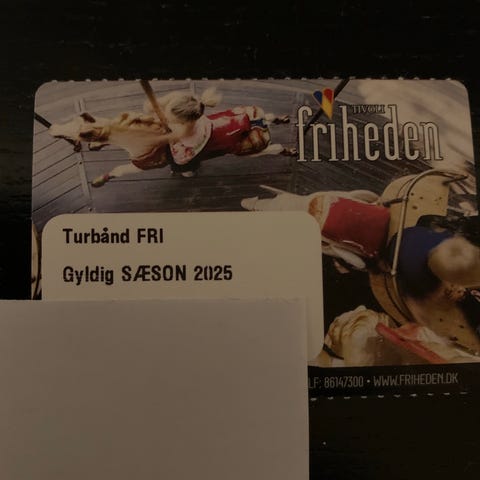 TIVOLI
friheden
Turbånd FRI
Gyldig SÆSON 2025
LF: 86147300 • WWW.FRIHEDEN.DK